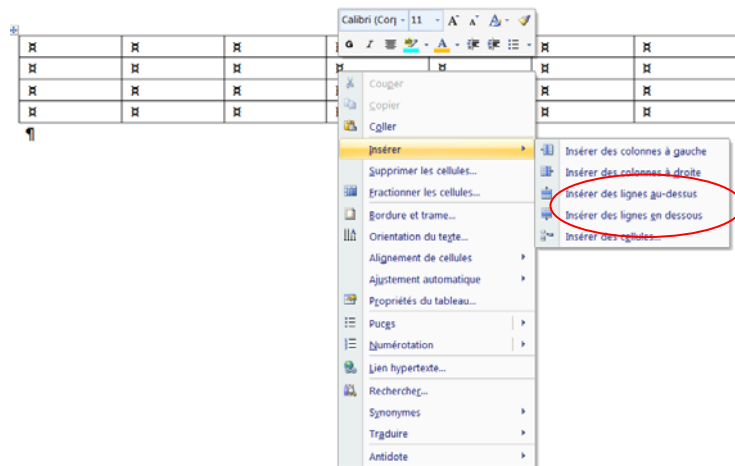 Calibri (Corp 11 A A A
G I
¤ ¤ ¤ ¤ ¤
¤ ¤ ¤ ¤ ¤ ¤ ¤
¤ ¤ ¤ ¤ ¤
¤ ¤ ¤ ¤ ¤
¶
Couper
Copier
Coller
Insérer
Supprimer les cellules...
Fractionner les cellules...
Bordure et trame...
Orientation du texte...
Alignement de cellules
Ajustement automatique
Propriétés du tableau...
Puces
Numérotation
Lien hypertexte...
Rechercher...
Synonymes
Traduire
Antidote
Insérer des colonnes à gauche
Insérer des colonnes à droite
Insérer des lignes au-dessus
Insérer des lignes en dessous
Insérer des cellules...